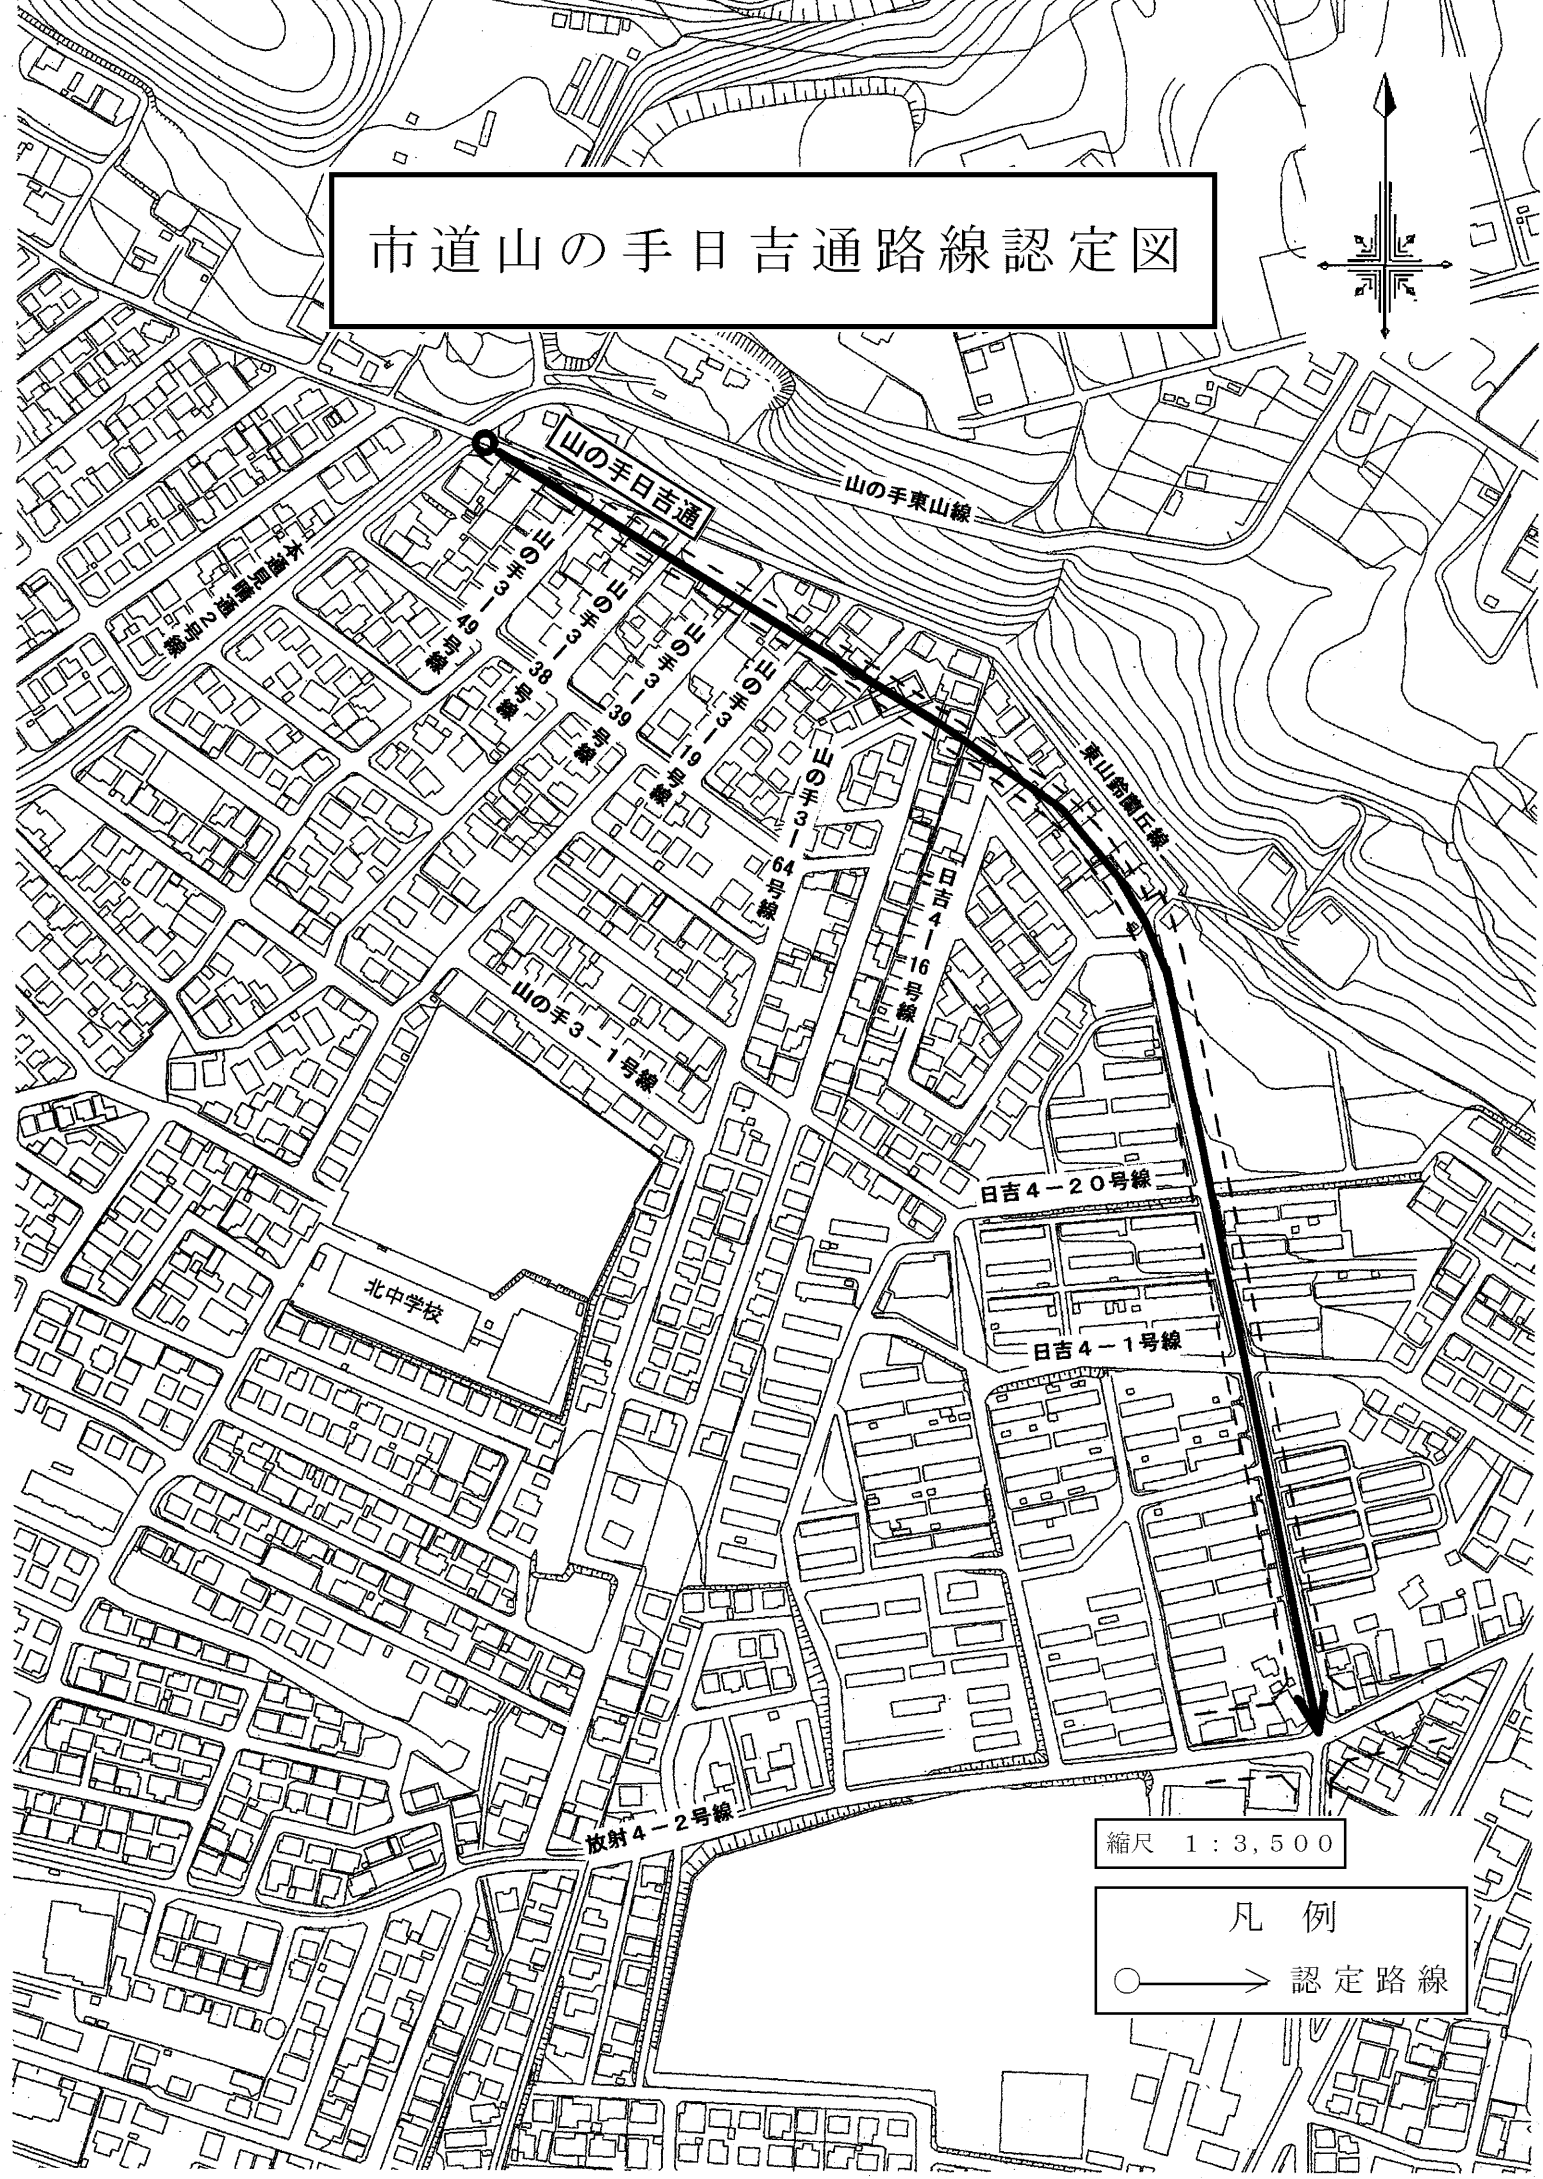 市道山の手日吉通路線認定図
山の手日吉通
山の手東山線
本通見晴通2号線
山の手3－49号線
山の手3－38号線
山の手3－39号線
山の手3－19号線
山の手3－64号線
東山鈴蘭丘線
日吉4－16号線
山の手3－1号線
日吉4－20号線
北中学校
日吉4－1号線
放射4－2号線
縮尺　1：3,500
凡　例
認定路線